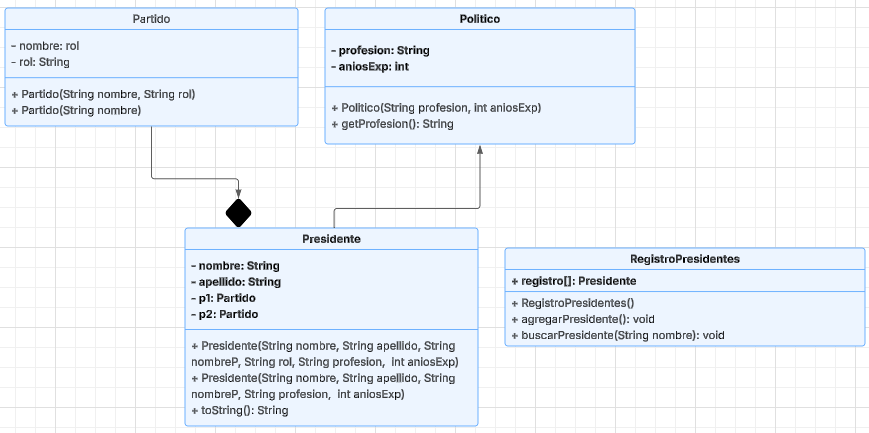 Partido
- nombre: rol
- rol: String
+ Partido(String nombre, String rol)
+ Partido(String nombre)
Politico
- profesion: String
- aniosExp: int
+ Politico(String profesion, int aniosExp)
+ getProfesion(): String
Presidente
- nombre: String
- apellido: String
- p1: Partido
- p2: Partido
+ Presidente(String nombre, String apellido, String
nombreP, String rol, String profesion, int aniosExp)
+ Presidente(String nombre, String apellido, String
nombreP, String profesion, int aniosExp)
+ toString(): String
RegistroPresidentes
+ registro[]: Presidente
+ RegistroPresidentes()
+ agregarPresidente(): void
+ buscarPresidente(String nombre): void